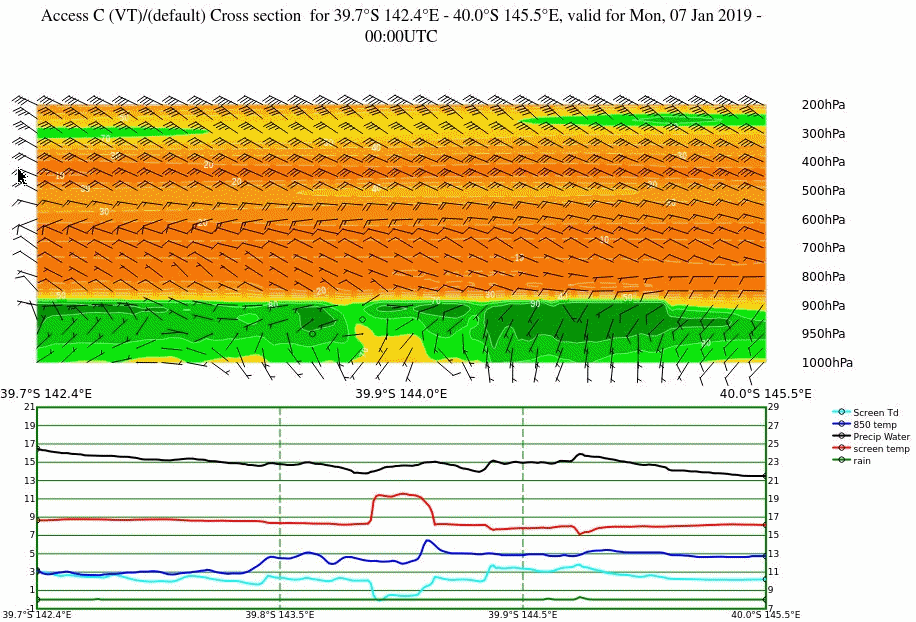 Access C (VT)/(default) Cross section for 39.7°S 142.4°E - 40.0°S 145.5°E, valid for Mon, 07 Jan 2019 -
00:00UTC
200hPa
300hPa
400hPa
500hPa
600hPa
700hPa
800hPa
900hPa
950hPa
1000hPa
39.7°S 142.4°E 39.9°S 144.0°E 40.0°S 145.5°E
21 29
19 27
17 25
15 23
13 21
11 19
9 17
7 15
5 13
3 11
1 9
-1 7
Screen Td
850 temp
Precip Water
screen temp
rain
39.7°S 142.4°E 39.8°S 143.5°E 39.9°S 144.5°E 40.0°S 145.5°E